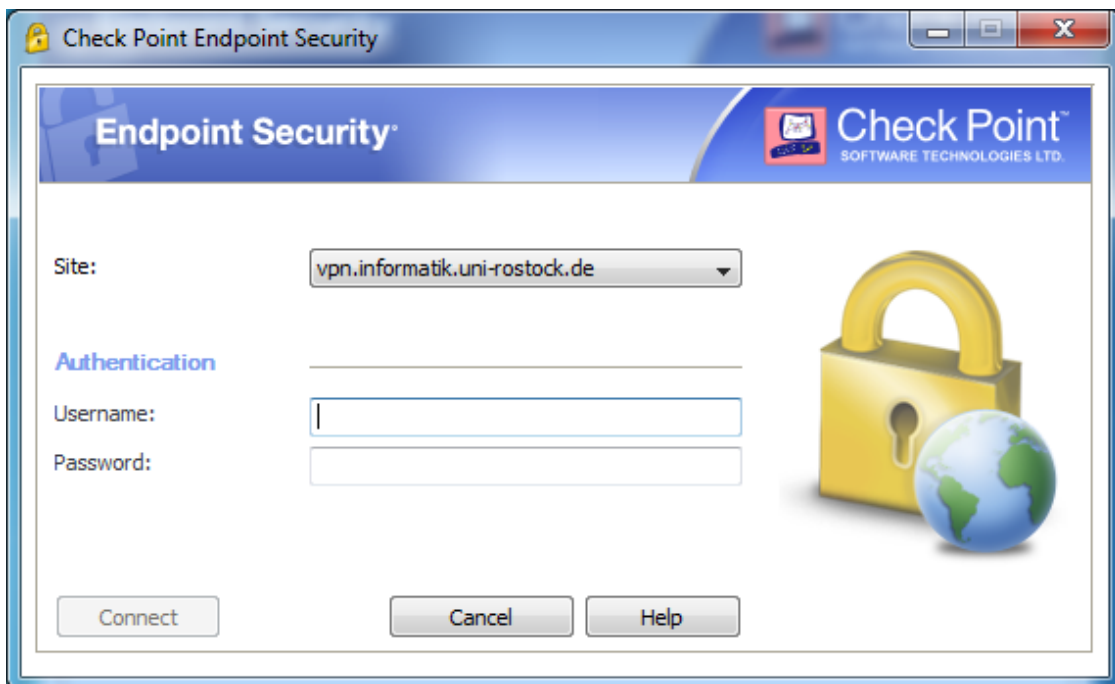 Check Point Endpoint Security
Endpoint Security
Check Point™
SOFTWARE TECHNOLOGIES LTD.
Site:
vpn.informatik.uni-rostock.de
Authentication
Username:
Password:
Connect
Cancel
Help